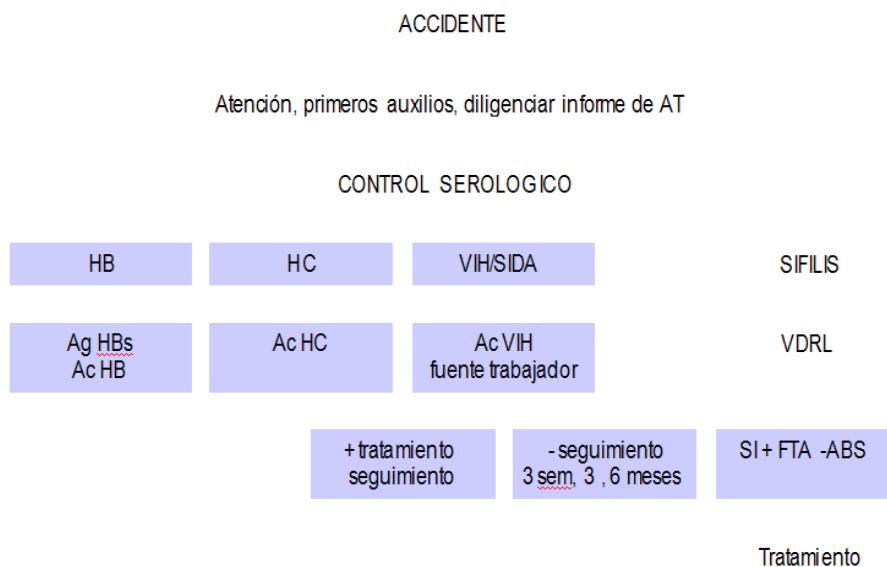 ACCIDENTE
Atención, primeros auxilios, diligenciar informe de AT
CONTROL SEROLOGICO
HB
HC
VIH/SIDA
SIFILIS
Ag HBs
Ac HB
Ac HC
Ac VIH
fuente trabajador
VDRL
+ tratamiento
seguimiento
- seguimiento
3 sem, 3 , 6 meses
SI + FTA -ABS
Tratamiento